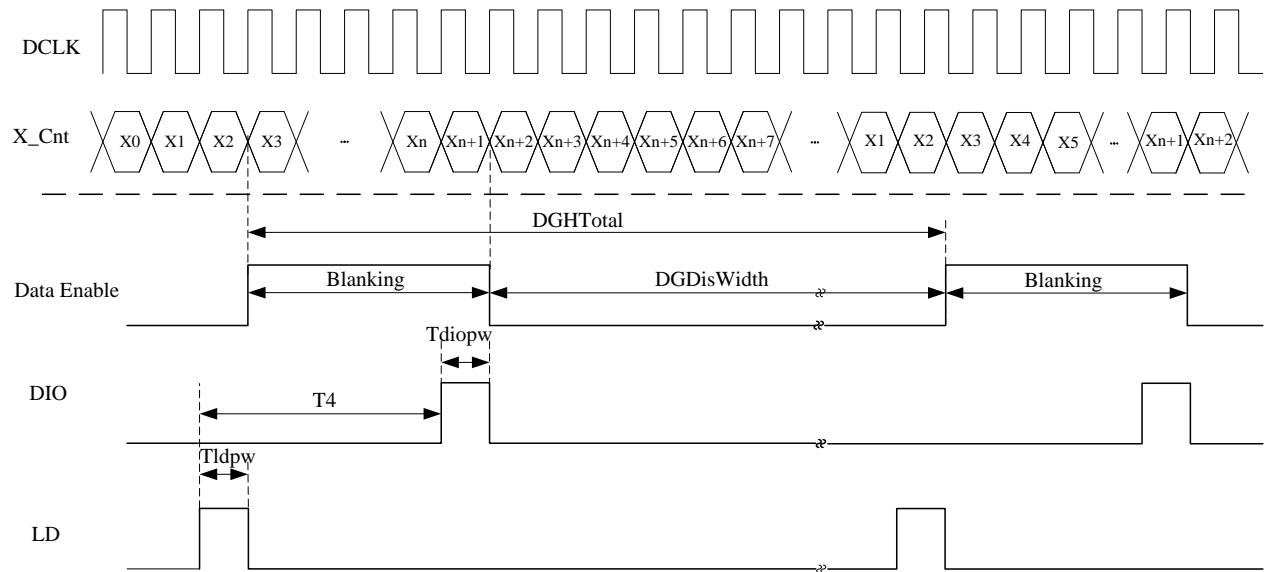 DCLK
X_Cnt X0 X1 X2 X3 ... Xn Xn+1 Xn+2 Xn+3 Xn+4 Xn+5 Xn+6 Xn+7 ... X1 X2 X3 X4 X5 ... Xn+1 Xn+2
DGHTotal
Data Enable Blanking DGDisWidth Blanking
Tdiopw
DIO T4
Tldpw
LD